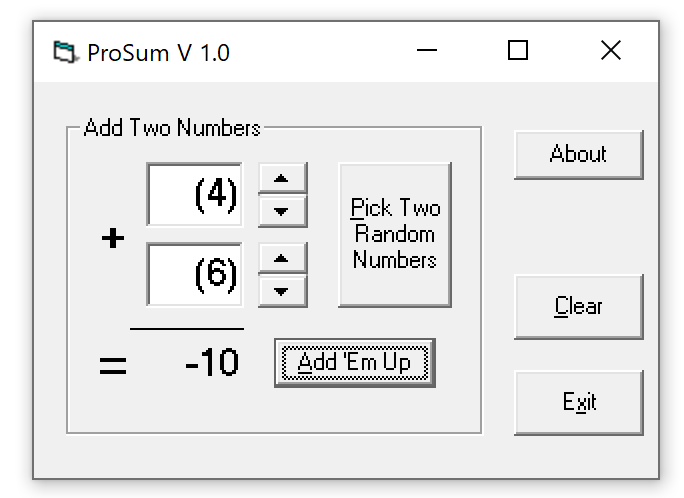 ProSum V 1.0
Add Two Numbers
About
(4)
+
(6)
Pick Two
Random
Numbers
Clear
= -10
Add 'Em Up
Exit